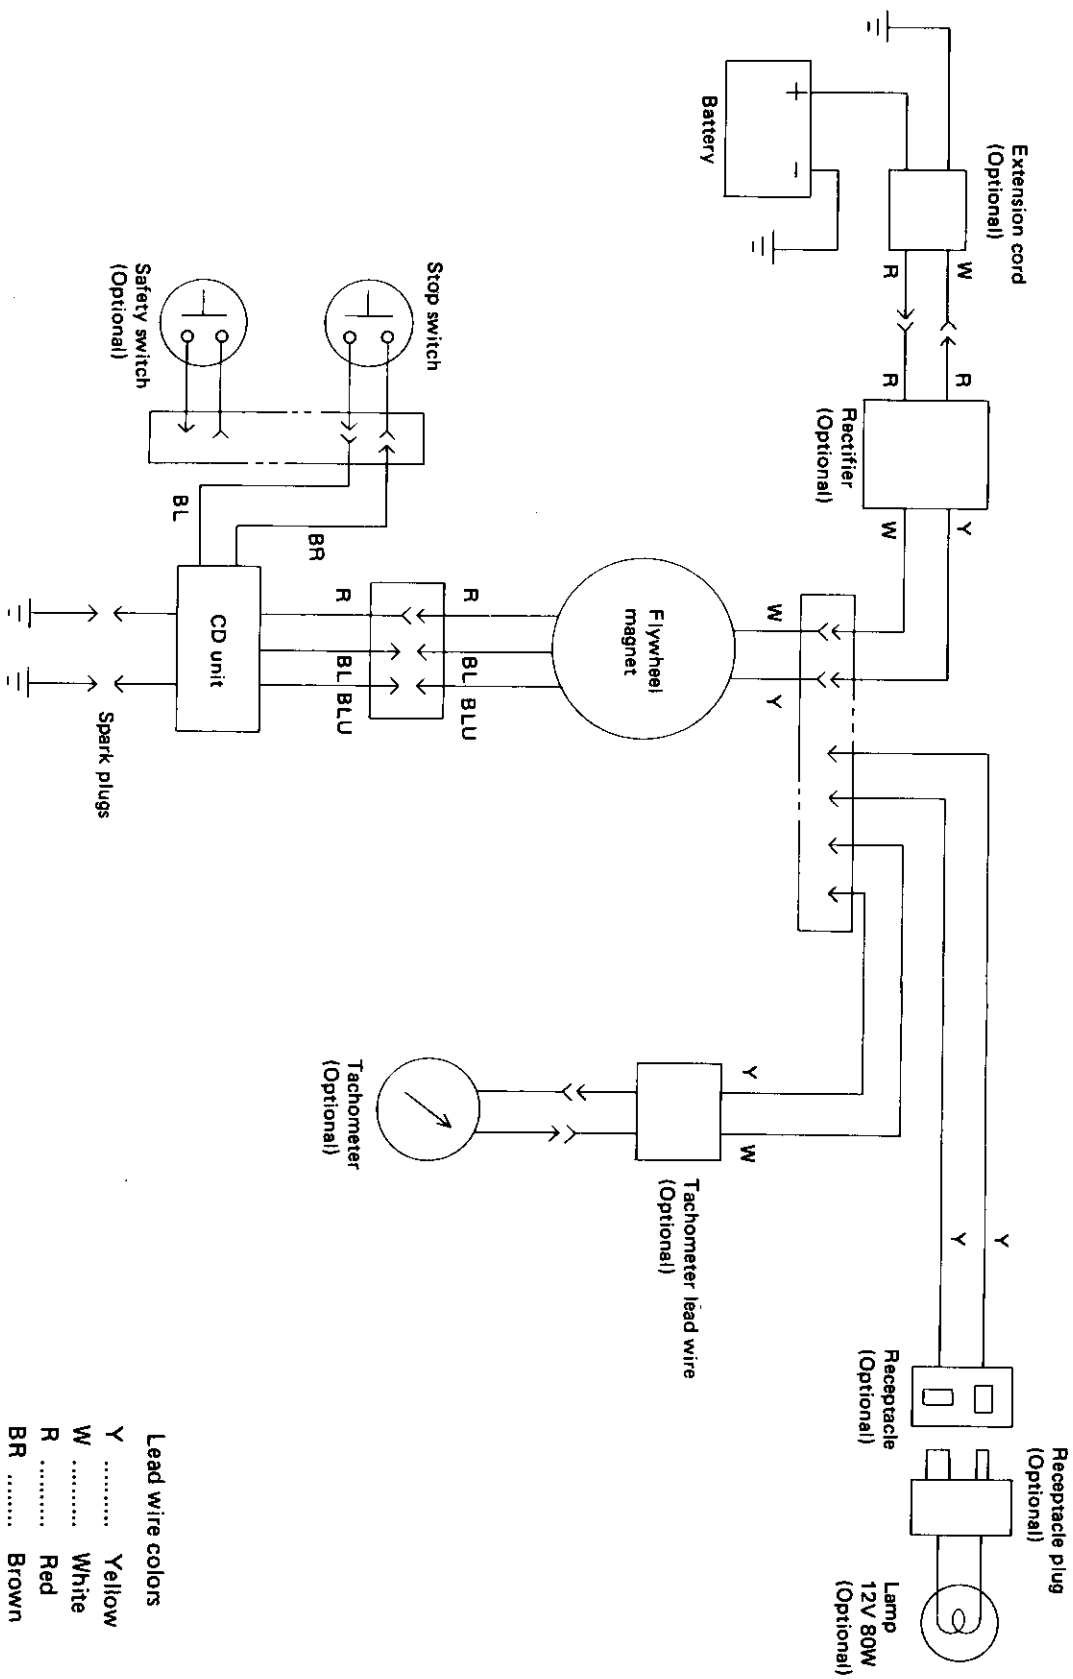 Extension cord
(Optional)
+
−
Battery
W
R
R
R
Rectifier
(Optional)
W
Y
Stop switch
Safety switch
(Optional)
BL
BR
R
BL
BLU
R
BL
BLU
CD unit
Spark plugs
Flywheel
magnet
W
Y
Y
W
Tachometer
(Optional)
Tachometer lead wire
(Optional)
Y
Y
Receptacle
(Optional)
Receptacle plug
(Optional)
Lamp
12V 80W
(Optional)
Lead wire colors
Y .......... Yellow
W .......... White
R .......... Red
BR ........ Brown